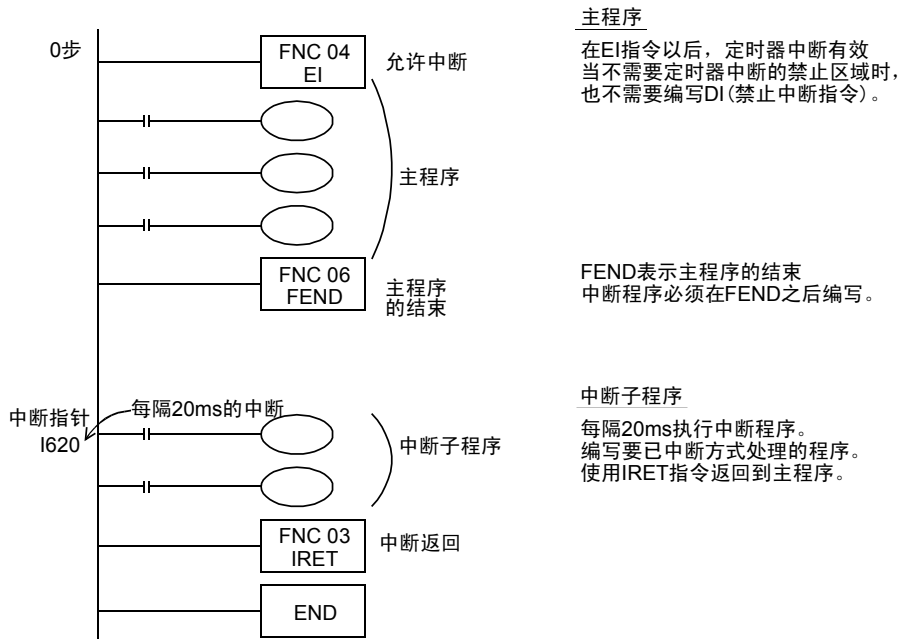 主程序
0步
FNC 04
EI
允许中断
在EI指令以后，定时器中断有效
当不需要定时器中断的禁止区域时，
也不需要编写DI(禁止中断指令)。
主程序
FNC 06
FEND
主程序
的结束
FEND表示主程序的结束
中断程序必须在FEND之后编写。
中断子程序
中断指针
I620
每隔20ms的中断
中断子程序
每隔20ms执行中断程序。
编写要已中断方式处理的程序。
使用IRET指令返回到主程序。
FNC 03
IRET
中断返回
END